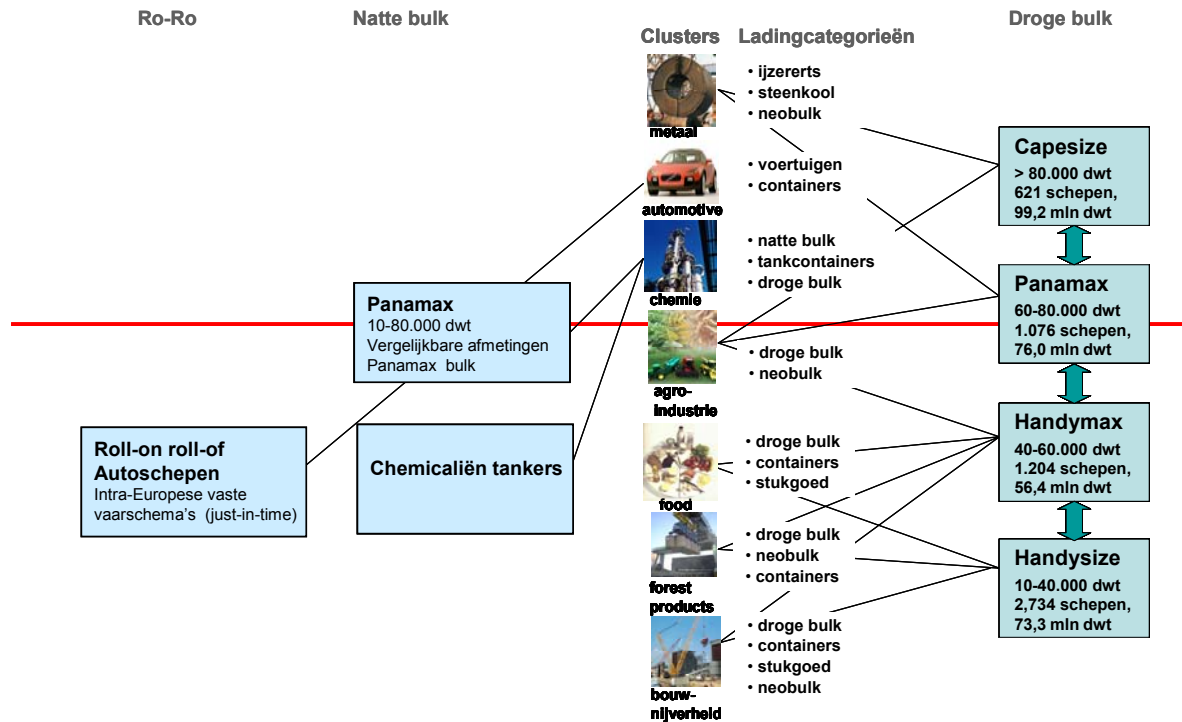 Ro-Ro
Natte bulk
Droge bulk
Clusters
Ladingcategorieën
metaal
• ijzererts
• steenkool
• neobulk
automotive
• voertuigen
• containers
chemie
• natte bulk
• tankcontainers
• droge bulk
agro-
industrie
• droge bulk
• neobulk
food
• droge bulk
• containers
• stukgoed
forest
products
• droge bulk
• neobulk
• containers
bouw-
nijverheid
• droge bulk
• containers
• stukgoed
• neobulk
Panamax
10-80.000 dwt
Vergelijkbare afmetingen
Panamax bulk
Roll-on roll-of
Autoschepen
Intra-Europese vaste
vaarschema's (just-in-time)
Chemicaliën tankers
Capesize
> 80.000 dwt
621 schepen,
99,2 mln dwt
Panamax
60-80.000 dwt
1.076 schepen,
76,0 mln dwt
Handymax
40-60.000 dwt
1.204 schepen,
56,4 mln dwt
Handysize
10-40.000 dwt
2,734 schepen,
73,3 mln dwt